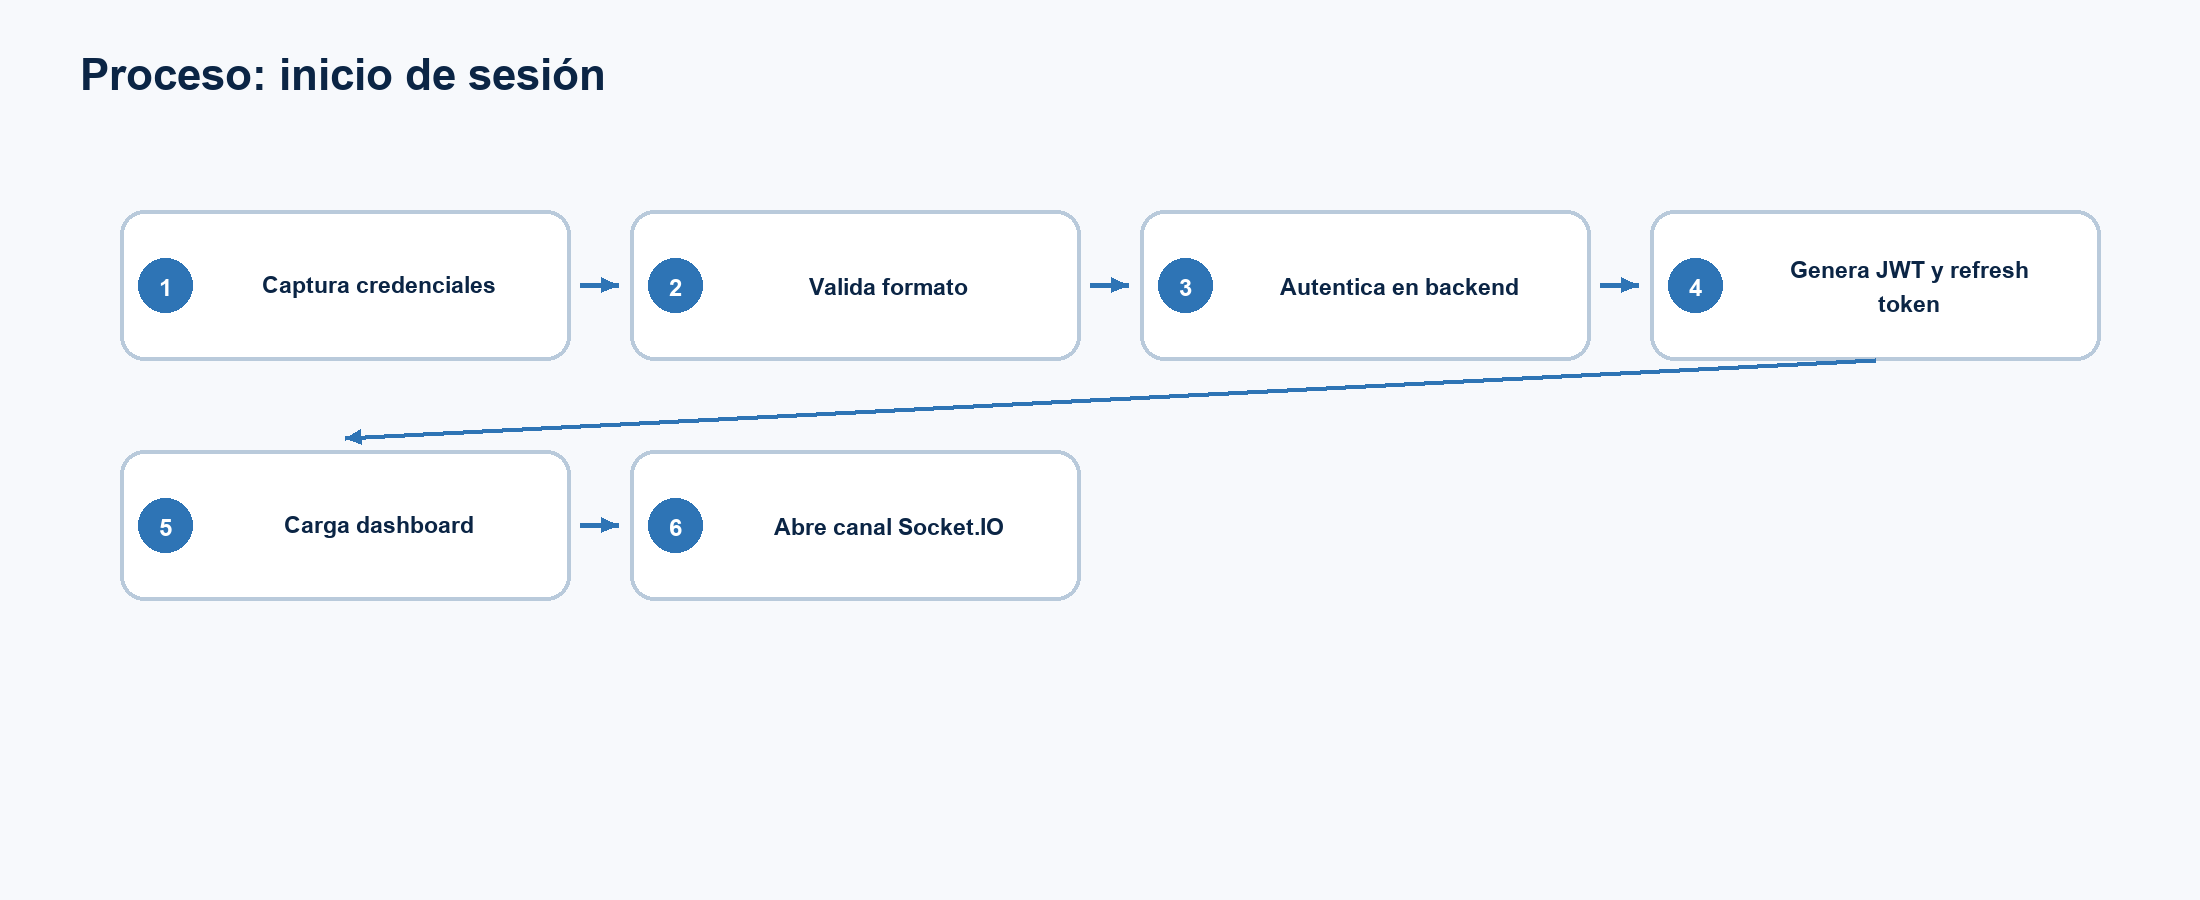 Proceso: inicio de sesión
1
Captura credenciales
2
Valida formato
3
Autentica en backend
4
Genera JWT y refresh
token
5
Carga dashboard
6
Abre canal Socket.IO